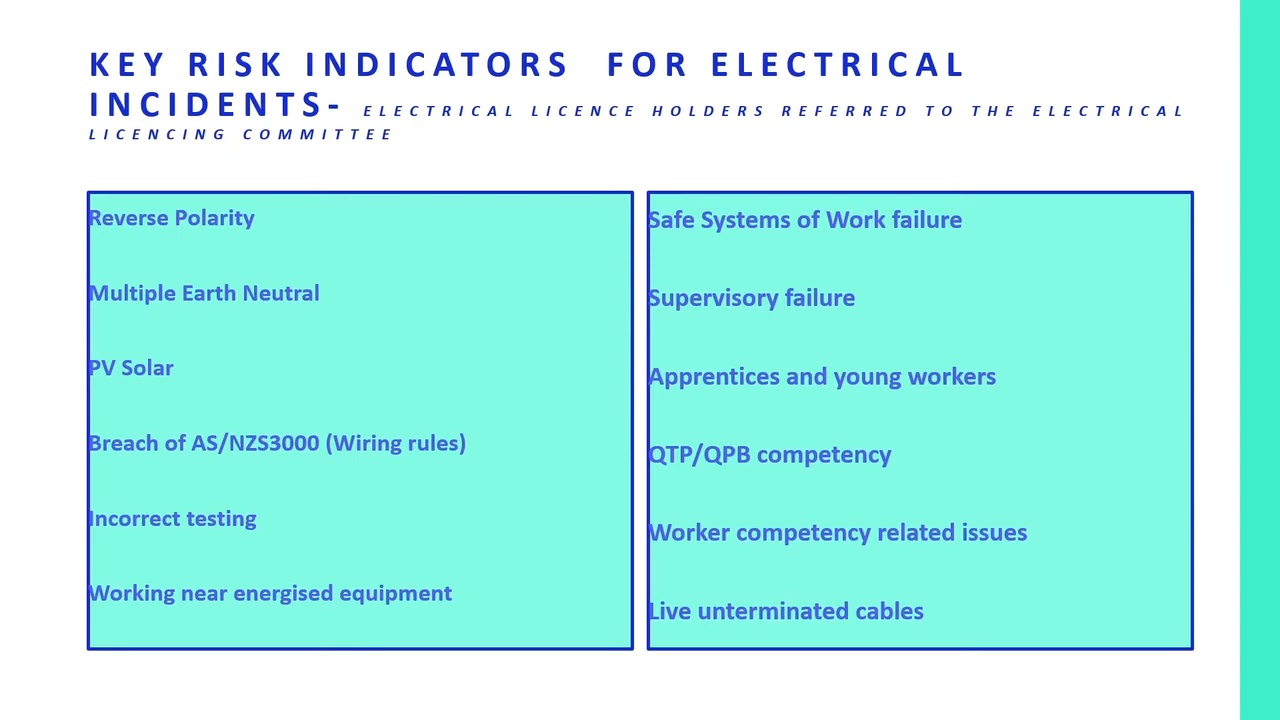 KEY RISK INDICATORS FOR ELECTRICAL
INCIDENTS- ELECTRICAL LICENCE HOLDERS REFERRED TO THE ELECTRICAL
LICENCING COMMITTEE
Reverse Polarity
Multiple Earth Neutral
PV Solar
Breach of AS/NZS3000 (Wiring rules)
Incorrect testing
Working near energised equipment
Safe Systems of Work failure
Supervisory failure
Apprentices and young workers
QTP/QPB competency
Worker competency related issues
Live unterminated cables